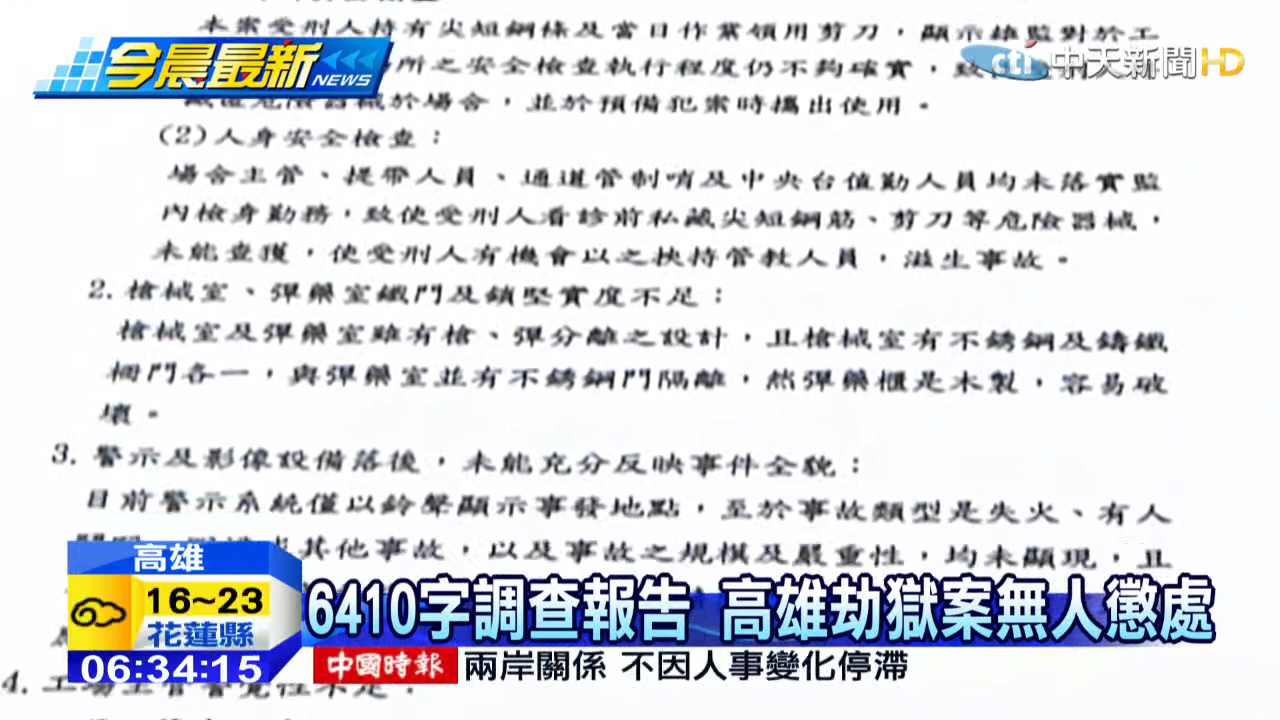 本案受刑人持有尖短鋼條及當日作業領用剪刀，顯示雄監對於工
所之安全檢查執行程度仍不夠確實，致
危險器械於場舍，並於預備犯案時攜出使用。
(2)人身安全檢查：
場舍主管、提帶人員、通道管制哨及中央台值勤人員均未落實監
內檢身勤務，致使受刑人看診前私藏尖短鋼筋、剪刀等危險器械，
未能查獲，使受刑人有機會以之挾持管教人員，滋生事故。
2.槍械室、彈藥室鐵門及鎖堅實度不足：
槍械室及彈藥室雖有槍、彈分離之設計，且槍械室有不銹鋼及鑄鐵
柵門各一，與彈藥室並有不銹鋼門隔離，然彈藥櫃是木製，容易破
壞。
3.警示及影像設備落後，未能充分反映事件全貌：
目前警示系統僅以鈴聲顯示事發地點，至於事故類型是失火、有人
其他事故，以及事故之規模及嚴重性，均未顯現，且
4.工場主管警覺性不足：
今晨最新 NEWS
cti 中天新聞HD
高雄
16~23
花蓮縣
06:34:15
6410字調查報告 高雄劫獄案無人懲處
中國時報 兩岸關係 不因人事變化停滯